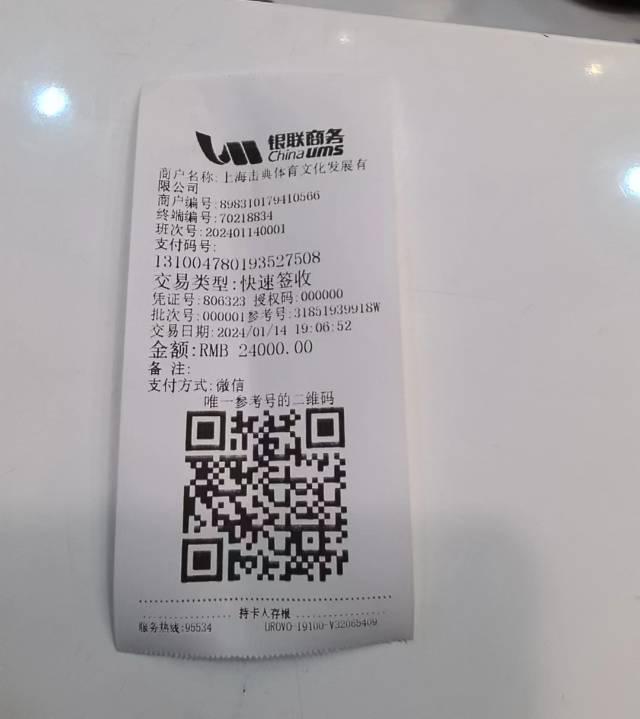 银联商务
China ums
商户名称:上海击典体育文化发展有
限公司
商户编号:898310179410566
终端编号:70218834
班次号:202401140001
支付码号:
131004780193527508
交易类型:快速签收
凭证号:806323 授权码:000000
批次号:000001参考号:31851939918W
交易日期:2024/01/14 19:06:52
金额:RMB 24000.00
备 注:
支付方式:微信
唯一参考号的二维码
持卡人存根
服务热线:95534 UROVO-I9100-V32065409